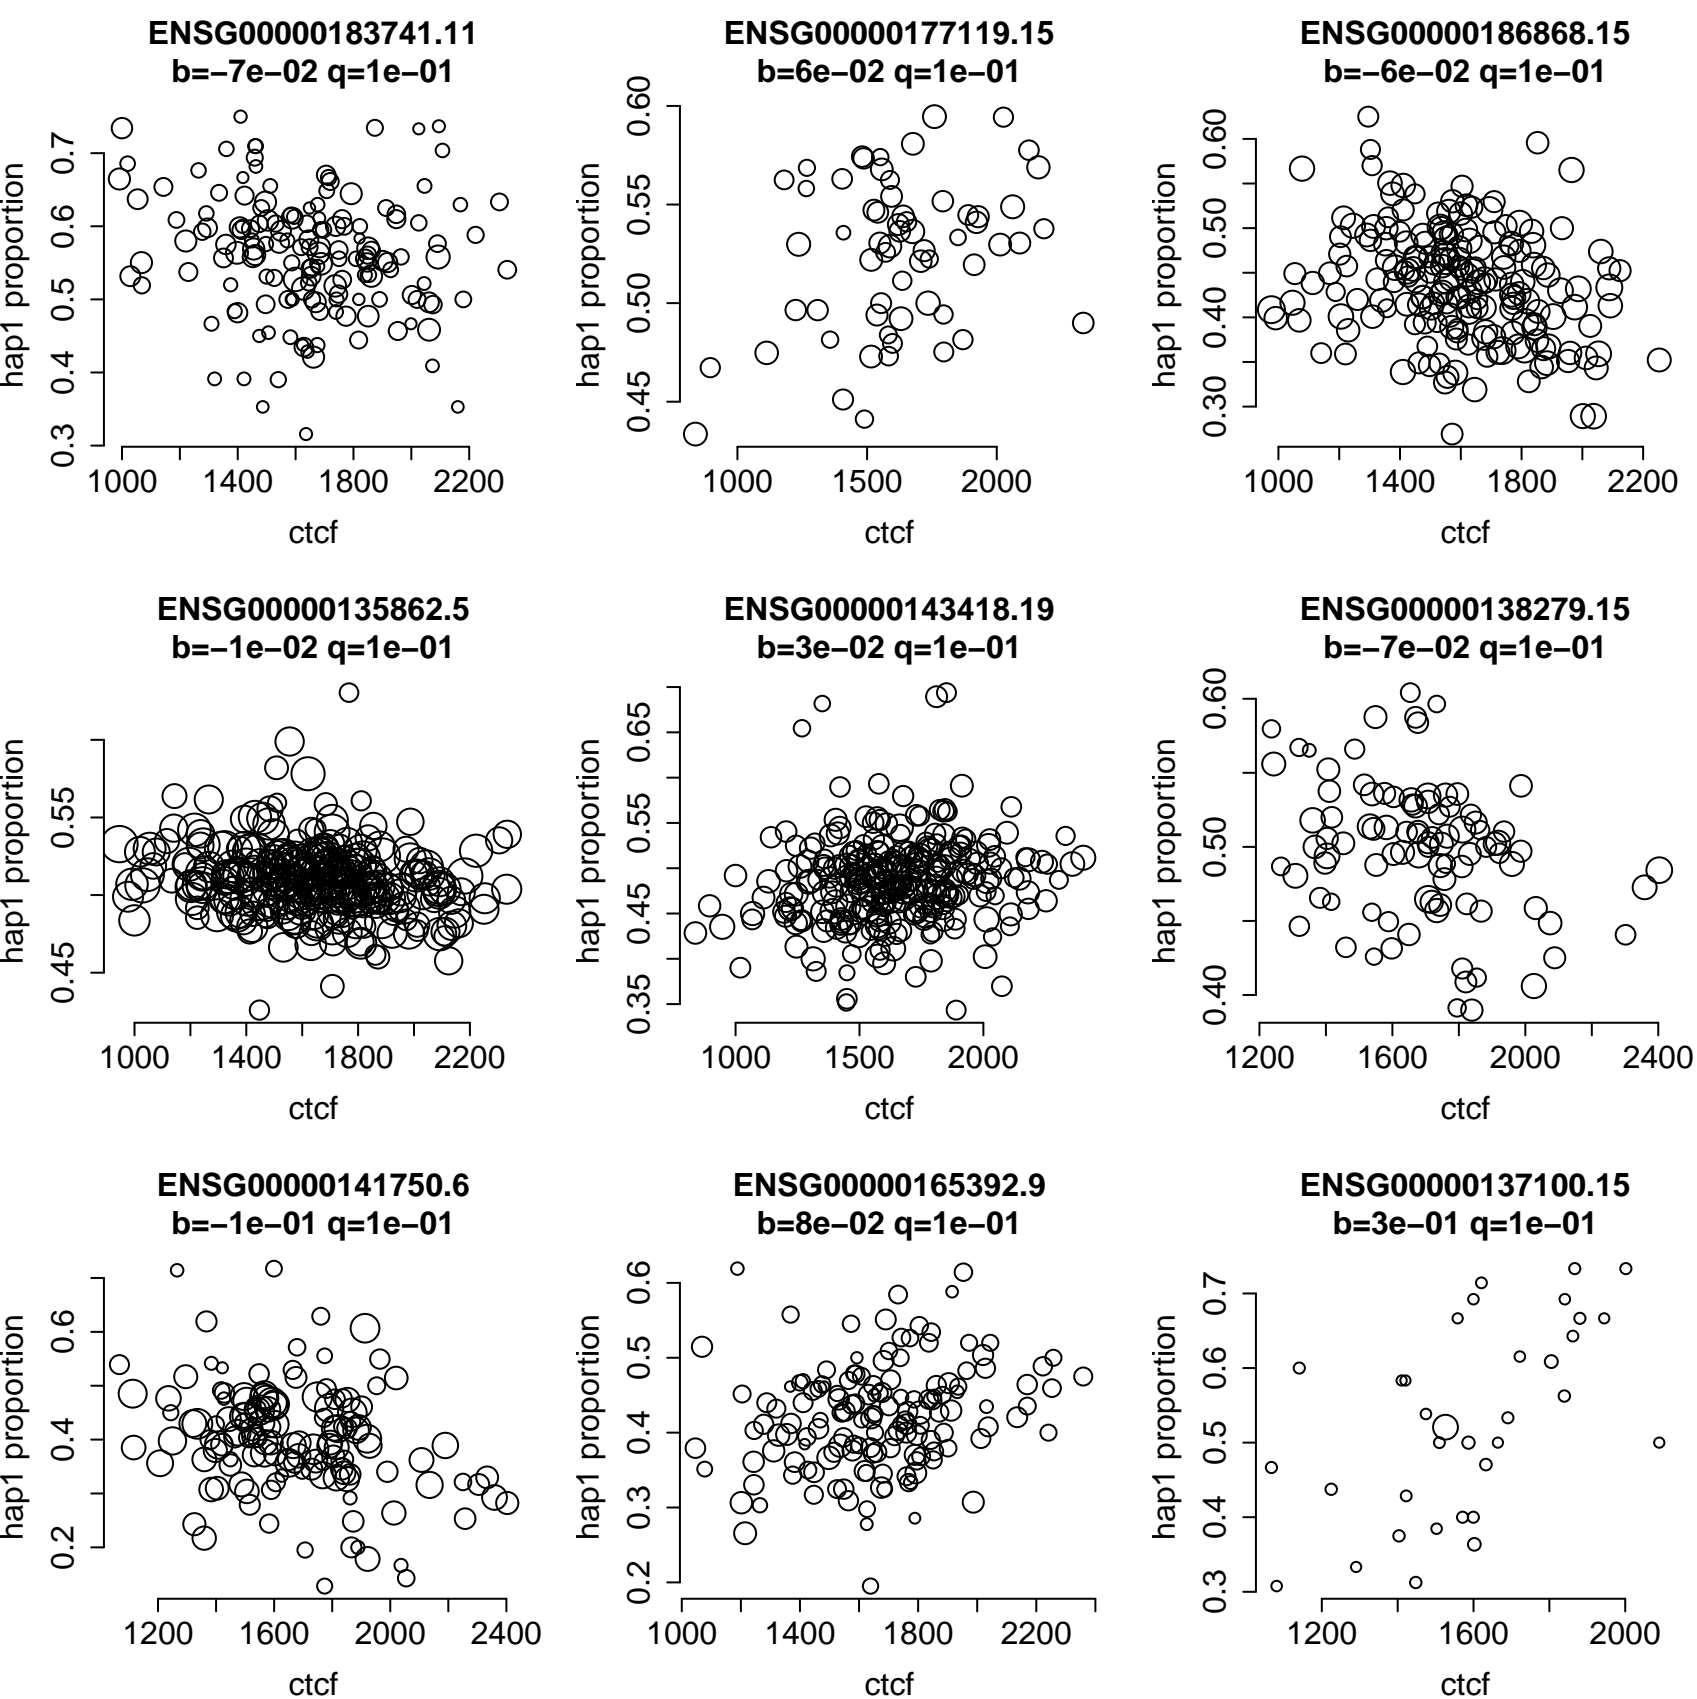 ENSG00000183741.11
b=−7e−02 q=1e−01
hap1 proportion
0.3 0.4 0.5 0.6 0.7
1000 1400 1800 2200
ctcf
ENSG00000177119.15
b=6e−02 q=1e−01
hap1 proportion
0.45 0.50 0.55 0.60
1000 1500 2000
ctcf
ENSG00000186868.15
b=−6e−02 q=1e−01
hap1 proportion
0.30 0.40 0.50 0.60
1000 1400 1800 2200
ctcf
ENSG00000135862.5
b=−1e−02 q=1e−01
hap1 proportion
0.45 0.55
1000 1400 1800 2200
ctcf
ENSG00000143418.19
b=3e−02 q=1e−01
hap1 proportion
0.35 0.45 0.55 0.65
1000 1500 2000
ctcf
ENSG00000138279.15
b=−7e−02 q=1e−01
hap1 proportion
0.40 0.50 0.60
1200 1600 2000 2400
ctcf
ENSG00000141750.6
b=−1e−01 q=1e−01
hap1 proportion
0.2 0.4 0.6
1200 1600 2000 2400
ctcf
ENSG00000165392.9
b=8e−02 q=1e−01
hap1 proportion
0.2 0.3 0.4 0.5 0.6
1000 1400 1800 2200
ctcf
ENSG00000137100.15
b=3e−01 q=1e−01
hap1 proportion
0.3 0.4 0.5 0.6 0.7
1200 1600 2000
ctcf